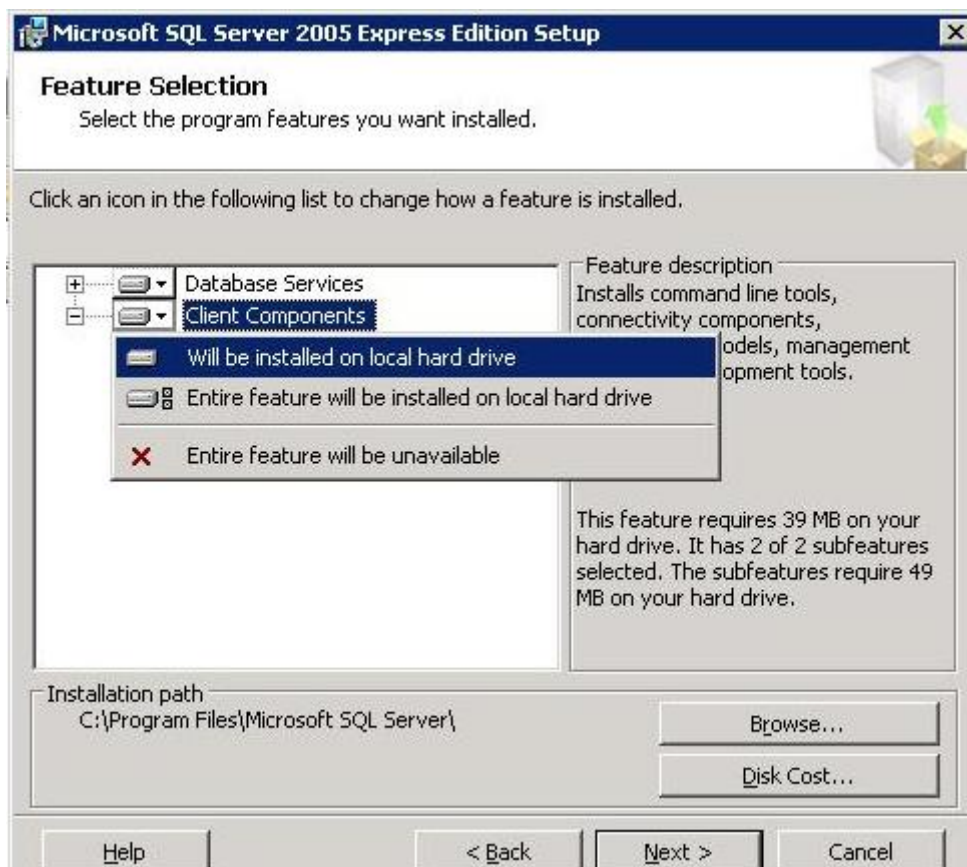 Microsoft SQL Server 2005 Express Edition Setup
Feature Selection
Select the program features you want installed.
Click an icon in the following list to change how a feature is installed.
Database Services
Client Components
Will be installed on local hard drive
Entire feature will be installed on local hard drive
Entire feature will be unavailable
Feature description
Installs command line tools,
connectivity components,
odels, management
opment tools.
This feature requires 39 MB on your
hard drive. It has 2 of 2 subfeatures
selected. The subfeatures require 49
MB on your hard drive.
Installation path
C:\Program Files\Microsoft SQL Server\
Browse...
Disk Cost...
Help
< Back
Next >
Cancel